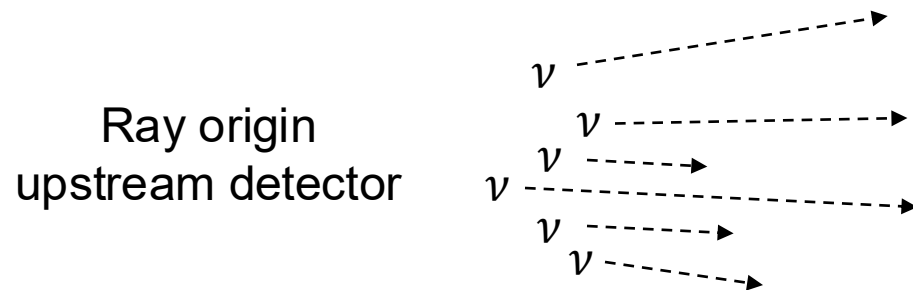 Ray origin
upstream detector
ν
ν
ν
ν
ν
ν